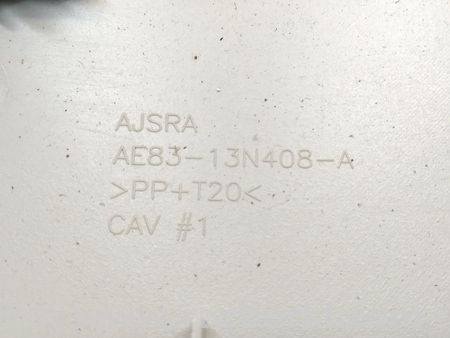 AJSRA
AE83-13N408-A
>PP+T20<
CAV #1